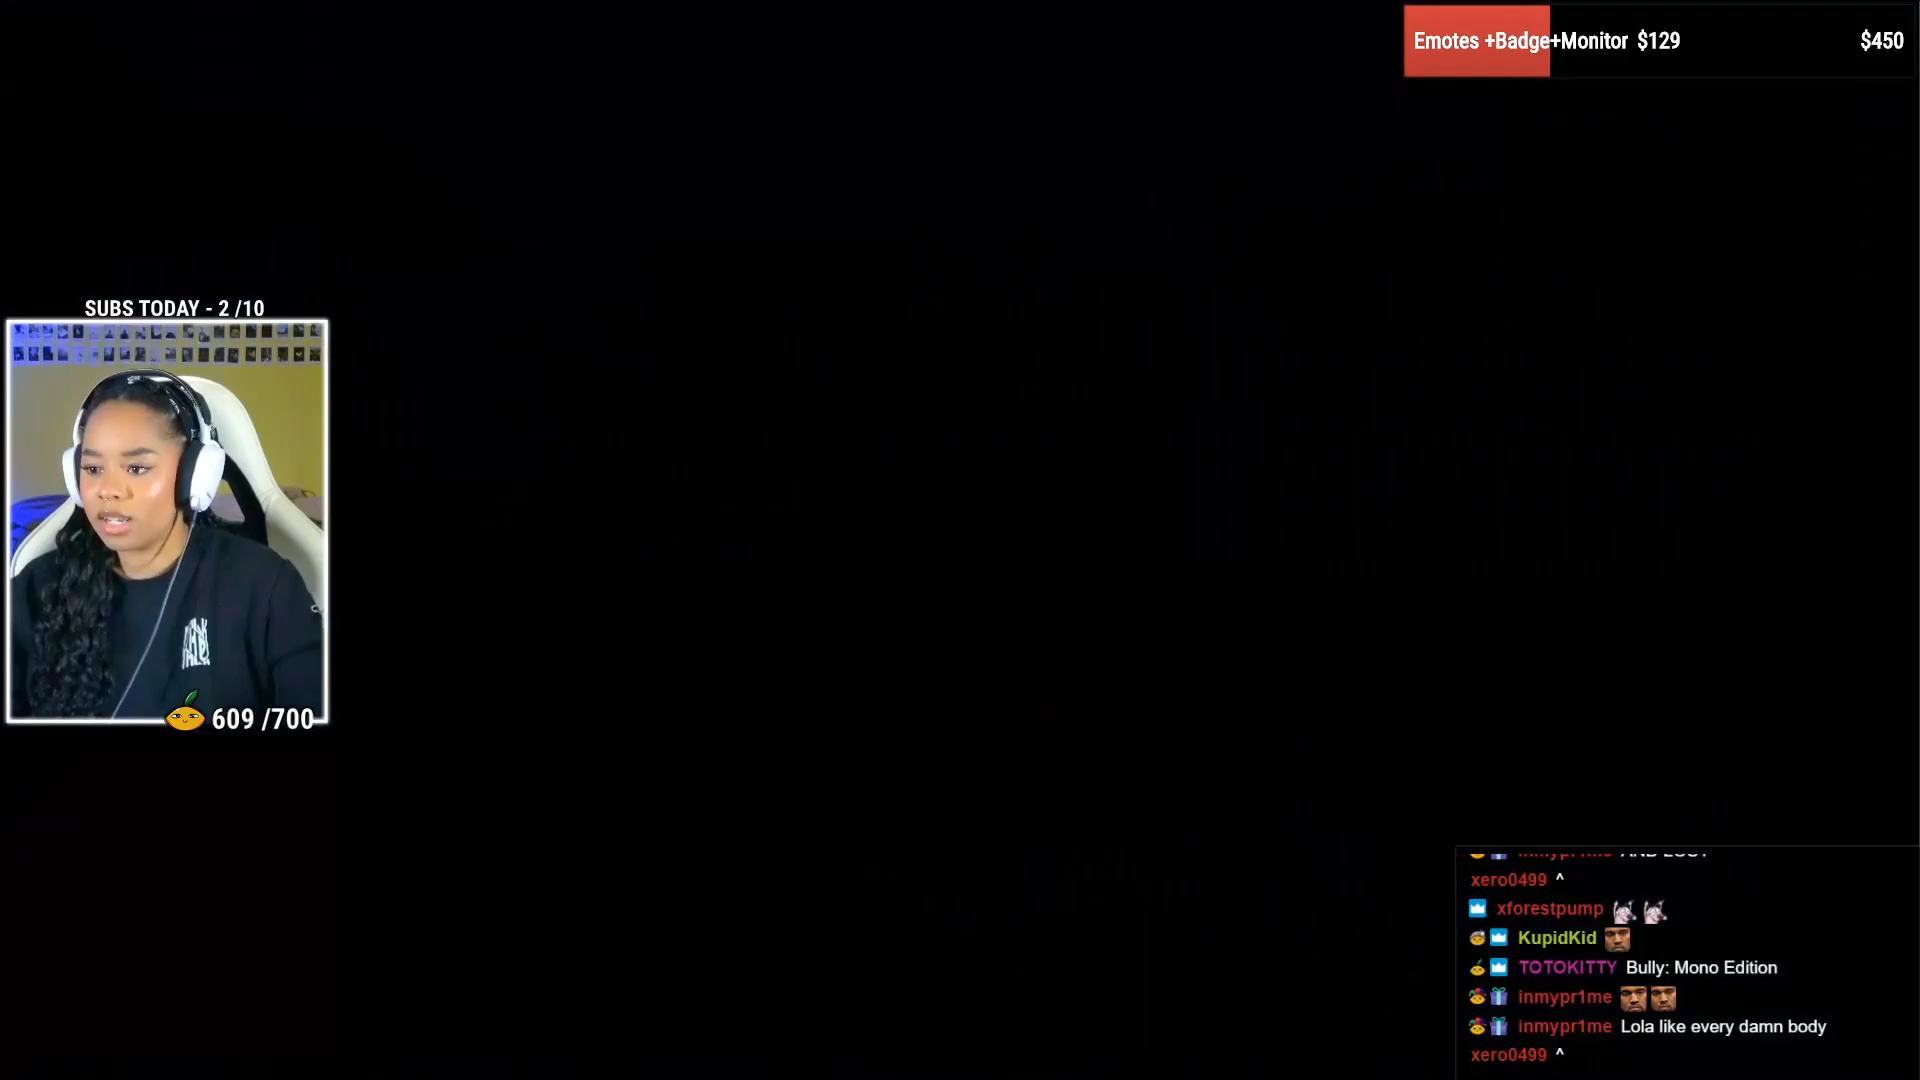 Emotes +Badge+Monitor $129 $450
SUBS TODAY - 2 /10
609 /700
xero0499 ^
xforestpump
KupidKid
TOTOKITTY Bully: Mono Edition
inmypr1me
inmypr1me Lola like every damn body
xero0499 ^